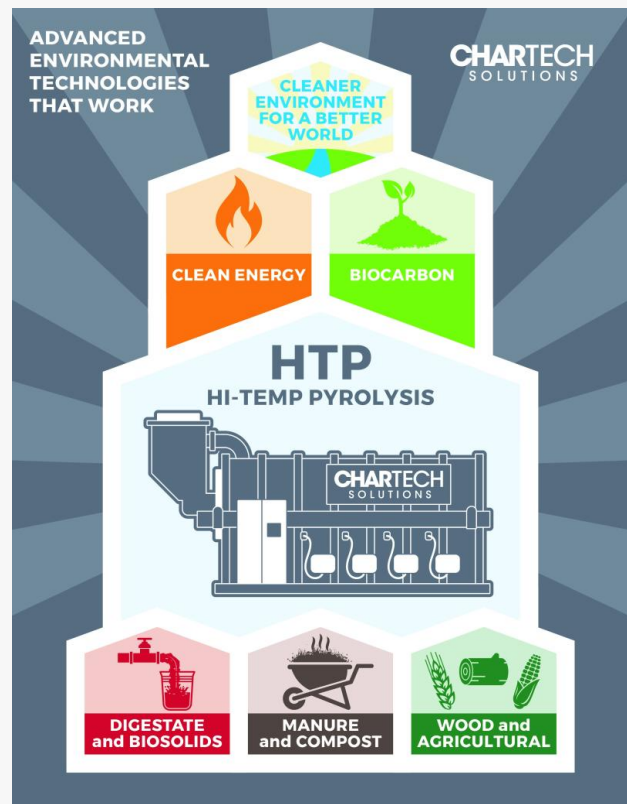 ADVANCED
ENVIRONMENTAL
TECHNOLOGIES
THAT WORK
CHARTECH
SOLUTIONS
CLEANER
ENVIRONMENT
FOR A BETTER
WORLD
CLEAN ENERGY
BIOCARBON
HTP
HI-TEMP PYROLYSIS
CHARTECH
SOLUTIONS
DIGESTATE
and BIOSOLIDS
MANURE
and COMPOST
WOOD and
AGRICULTURAL